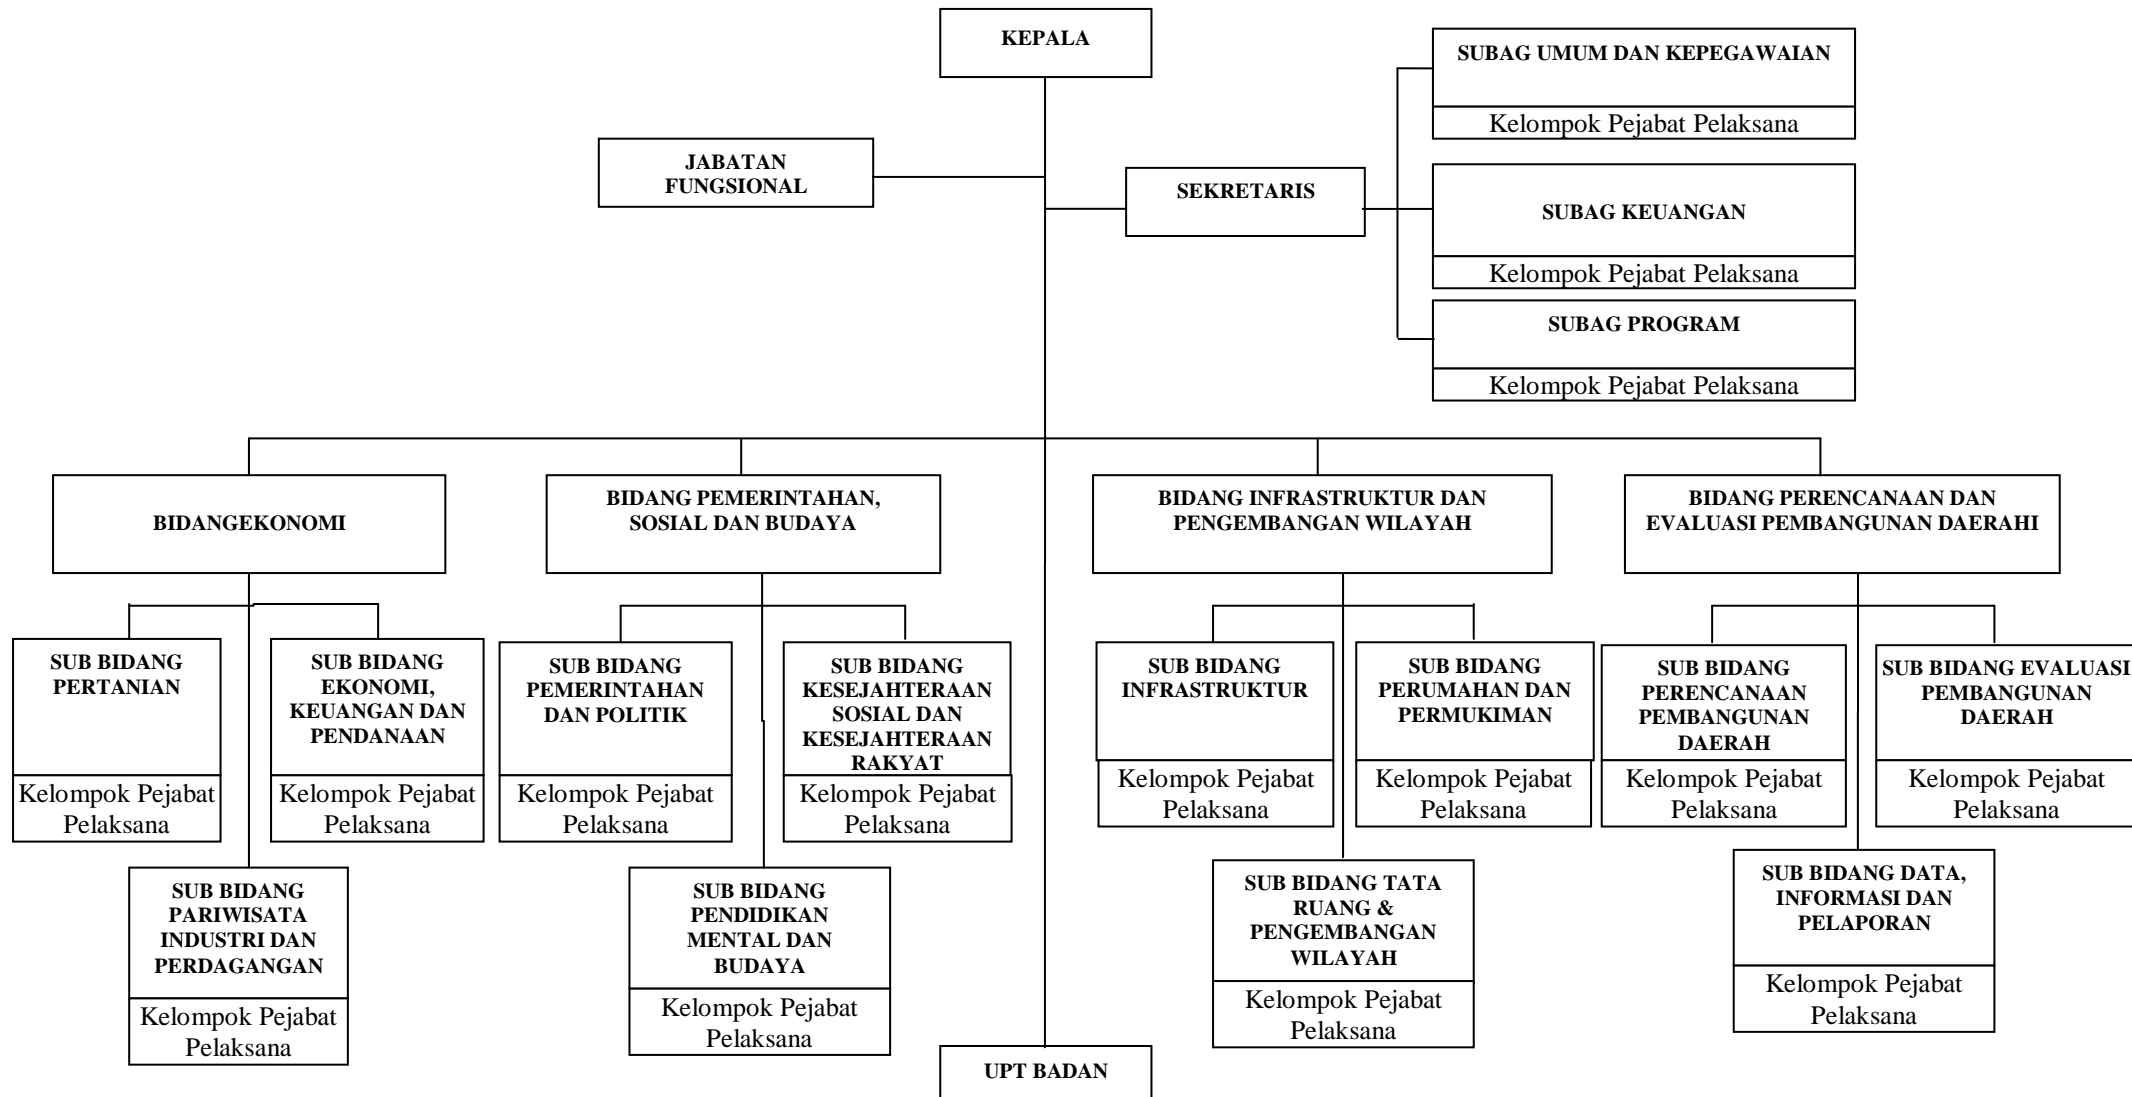 KEPALA
SUBAG UMUM DAN KEPEGAWAIAN
Kelompok Pejabat Pelaksana
JABATAN
FUNGSIONAL
SEKRETARIS
SUBAG KEUANGAN
Kelompok Pejabat Pelaksana
SUBAG PROGRAM
Kelompok Pejabat Pelaksana
BIDANGEKONOMI
BIDANG PEMERINTAHAN,
SOSIAL DAN BUDAYA
BIDANG INFRASTRUKTUR DAN
PENGEMBANGAN WILAYAH
BIDANG PERENCANAAN DAN
EVALUASI PEMBANGUNAN DAERAHI
SUB BIDANG
PERTANIAN
Kelompok Pejabat
Pelaksana
SUB BIDANG
EKONOMI,
KEUANGAN DAN
PENDANAAN
Kelompok Pejabat
Pelaksana
SUB BIDANG
PEMERINTAHAN
DAN POLITIK
Kelompok Pejabat
Pelaksana
SUB BIDANG
KESEJAHTERAAN
SOSIAL DAN
KESEJAHTERAAN
RAKYAT
Kelompok Pejabat
Pelaksana
SUB BIDANG
INFRASTRUKTUR
Kelompok Pejabat
Pelaksana
SUB BIDANG
PERUMAHAN DAN
PERMUKIMAN
Kelompok Pejabat
Pelaksana
SUB BIDANG
PERENCANAAN
PEMBANGUNAN
DAERAH
Kelompok Pejabat
Pelaksana
SUB BIDANG EVALUASI
PEMBANGUNAN
DAERAH
Kelompok Pejabat
Pelaksana
SUB BIDANG
PARIWISATA
INDUSTRI DAN
PERDAGANGAN
Kelompok Pejabat
Pelaksana
SUB BIDANG
PENDIDIKAN
MENTAL DAN
BUDAYA
Kelompok Pejabat
Pelaksana
SUB BIDANG TATA
RUANG &
PENGEMBANGAN
WILAYAH
Kelompok Pejabat
Pelaksana
SUB BIDANG DATA,
INFORMASI DAN
PELAPORAN
Kelompok Pejabat
Pelaksana
UPT BADAN